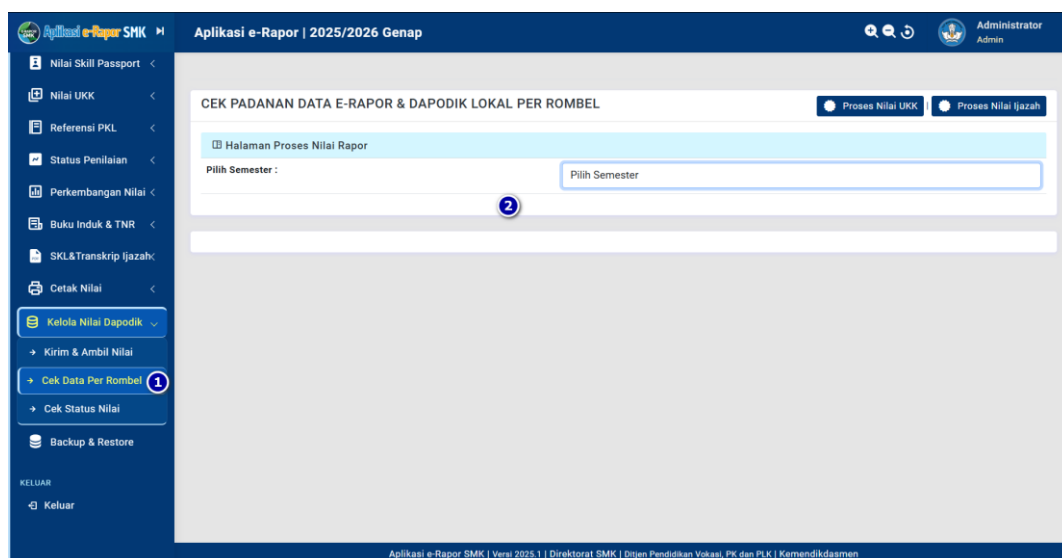 Aplikasi e-Rapor SMK
Aplikasi e-Rapor | 2025/2026 Genap
Administrator
Admin
Nilai Skill Passport
Nilai UKK
Referensi PKL
Status Penilaian
Perkembangan Nilai
Buku Induk & TNR
SKL&Transkrip Ijazah
Cetak Nilai
Kelola Nilai Dapodik
Kirim & Ambil Nilai
Cek Data Per Rombel
1
Cek Status Nilai
Backup & Restore
KELUAR
Keluar
CEK PADANAN DATA E-RAPOR & DAPODIK LOKAL PER ROMBEL
Proses Nilai UKK | Proses Nilai Ijazah
Halaman Proses Nilai Rapor
Pilih Semester :
Pilih Semester
2
Aplikasi e-Rapor SMK | Versi 2025.1 | Direktorat SMK | Ditjen Pendidikan Vokasi, PK dan PLK | Kemendikdasmen